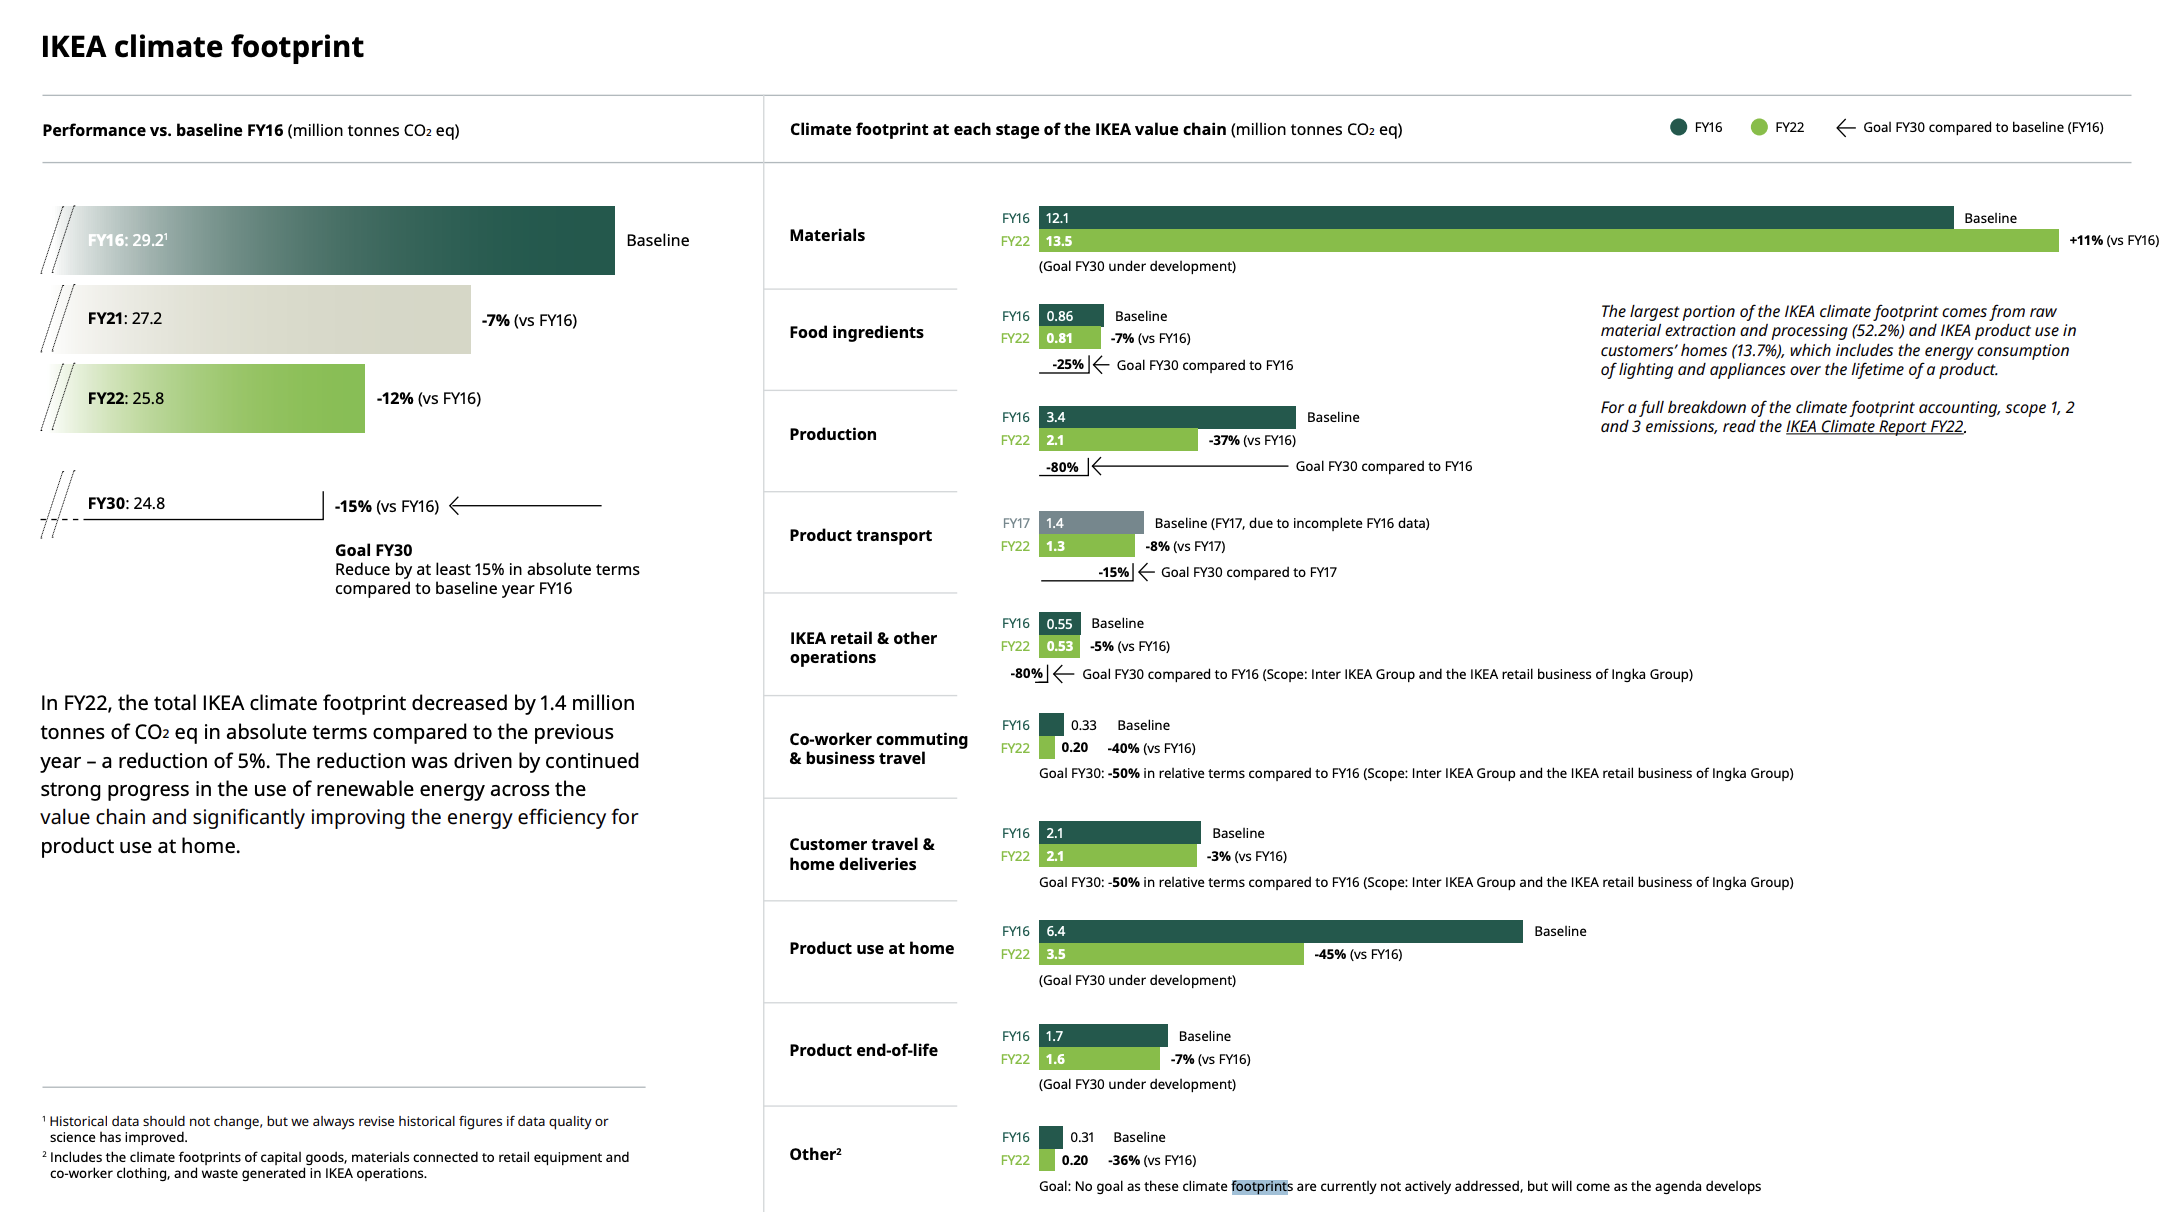 IKEA climate footprint
Performance vs. baseline FY16 (million tonnes CO₂ eq)
FY16: 29.2¹
Baseline
FY21: 27.2
-7% (vs FY16)
FY22: 25.8
-12% (vs FY16)
FY30: 24.8
-15% (vs FY16)
Goal FY30
Reduce by at least 15% in absolute terms
compared to baseline year FY16
In FY22, the total IKEA climate footprint decreased by 1.4 million
tonnes of CO₂ eq in absolute terms compared to the previous
year – a reduction of 5%. The reduction was driven by continued
strong progress in the use of renewable energy across the
value chain and significantly improving the energy efficiency for
product use at home.
¹ Historical data should not change, but we always revise historical figures if data quality or
science has improved.
² Includes the climate footprints of capital goods, materials connected to retail equipment and
co-worker clothing, and waste generated in IKEA operations.
Climate footprint at each stage of the IKEA value chain (million tonnes CO₂ eq)
FY16
FY22
Goal FY30 compared to baseline (FY16)
Materials
FY16 12.1 Baseline
FY22 13.5 +11% (vs FY16)
(Goal FY30 under development)
The largest portion of the IKEA climate footprint comes from raw
material extraction and processing (52.2%) and IKEA product use in
customers’ homes (13.7%), which includes the energy consumption
of lighting and appliances over the lifetime of a product.
For a full breakdown of the climate footprint accounting, scope 1, 2
and 3 emissions, read the IKEA Climate Report FY22.
Food ingredients
FY16 0.86 Baseline
FY22 0.81 -7% (vs FY16)
-25% Goal FY30 compared to FY16
Production
FY16 3.4 Baseline
FY22 2.1 -37% (vs FY16)
-80% Goal FY30 compared to FY16
Product transport
FY17 1.4 Baseline (FY17, due to incomplete FY16 data)
FY22 1.3 -8% (vs FY17)
-15% Goal FY30 compared to FY17
IKEA retail & other
operations
FY16 0.55 Baseline
FY22 0.53 -5% (vs FY16)
-80% Goal FY30 compared to FY16 (Scope: Inter IKEA Group and the IKEA retail business of Ingka Group)
Co-worker commuting
& business travel
FY16 0.33 Baseline
FY22 0.20 -40% (vs FY16)
Goal FY30: -50% in relative terms compared to FY16 (Scope: Inter IKEA Group and the IKEA retail business of Ingka Group)
Customer travel &
home deliveries
FY16 2.1 Baseline
FY22 2.1 -3% (vs FY16)
Goal FY30: -50% in relative terms compared to FY16 (Scope: Inter IKEA Group and the IKEA retail business of Ingka Group)
Product use at home
FY16 6.4 Baseline
FY22 3.5 -45% (vs FY16)
(Goal FY30 under development)
Product end-of-life
FY16 1.7 Baseline
FY22 1.6 -7% (vs FY16)
(Goal FY30 under development)
Other²
FY16 0.31 Baseline
FY22 0.20 -36% (vs FY16)
Goal: No goal as these climate footprints are currently not actively addressed, but will come as the agenda develops